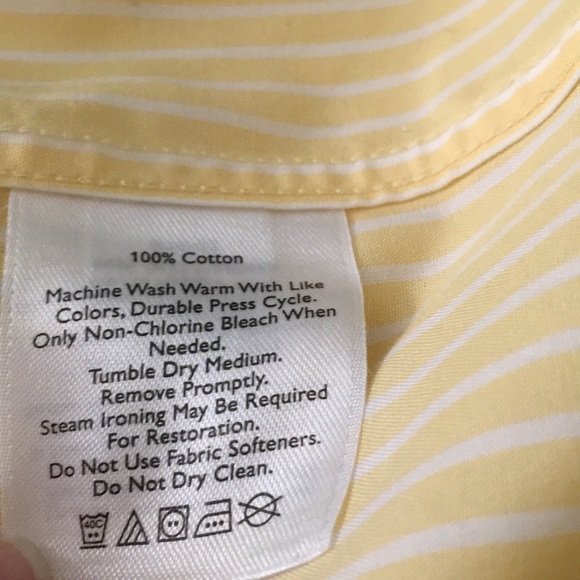 100% Cotton
Machine Wash Warm With Like
Colors, Durable Press Cycle.
Only Non-Chlorine Bleach When
Needed.
Tumble Dry Medium.
Remove Promptly.
Steam Ironing May Be Required
For Restoration.
Do Not Use Fabric Softeners.
Do Not Dry Clean.
40C